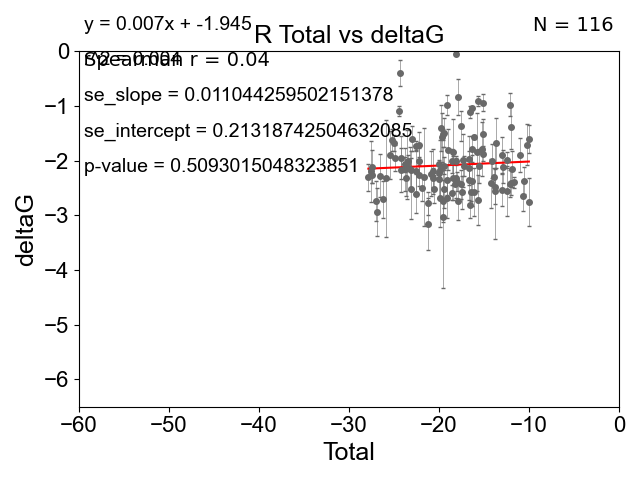 y = 0.007x + -1.945
N = 116
R Total vs deltaG
Spearman r = 0.04
se_slope = 0.011044259502151378
se_intercept = 0.21318742504632085
p-value = 0.5093015048323851
0
−1
−2
−3
−4
−5
−6
deltaG
−60
−50
−40
−30
−20
−10
0
Total